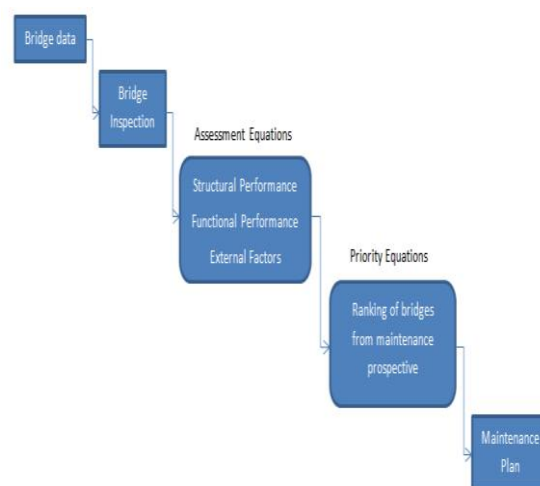 Bridge data
Bridge
Inspection
Assessment Equations
Structural Performance
Functional Performance
External Factors
Priority Equations
Ranking of bridges
from maintenance
prospective
Maintenance
Plan